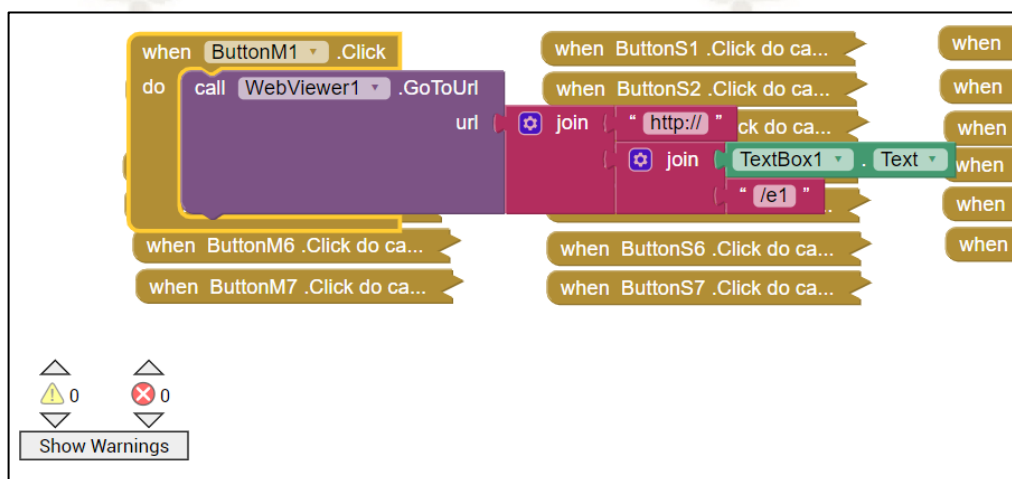 when ButtonM1 .Click
do call WebViewer1 .GoToUrl
url join “ http:// ”
join TextBox1 . Text
“ /e1 ”
when ButtonS1 .Click do ca...
when ButtonS2 .Click do ca...
ck do ca...
when ButtonM6 .Click do ca...
when ButtonM7 .Click do ca...
when ButtonS6 .Click do ca...
when ButtonS7 .Click do ca...
when
when
when
when
when
when
0 0
Show Warnings